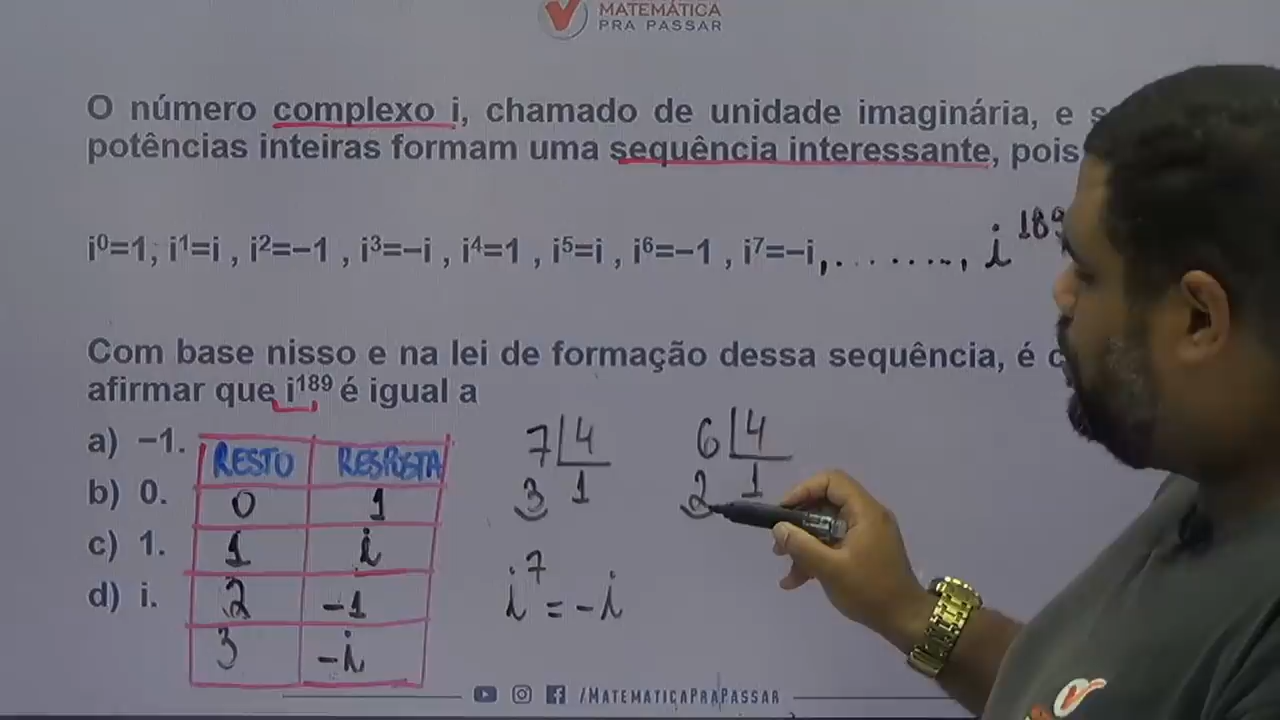 MATEMÁTICA
PRA PASSAR
O número complexo i, chamado de unidade imaginária, e
potências inteiras formam uma sequência interessante, pois
i⁰=1; i¹=i , i²=−1 , i³=−i , i⁴=1 , i⁵=i , i⁶=−1 , i⁷=−i, ........, i¹⁸⁹
Com base nisso e na lei de formação dessa sequência, é
afirmar que i¹⁸⁹ é igual a
a) −1.
b) 0.
c) 1.
d) i.
RESTO RESPOSTA
0 1
1 i
2 -1
3 -i
7 4
3 1
i⁷ = -i
6 4
2 1
/MATEMATICAPRAPASSAR